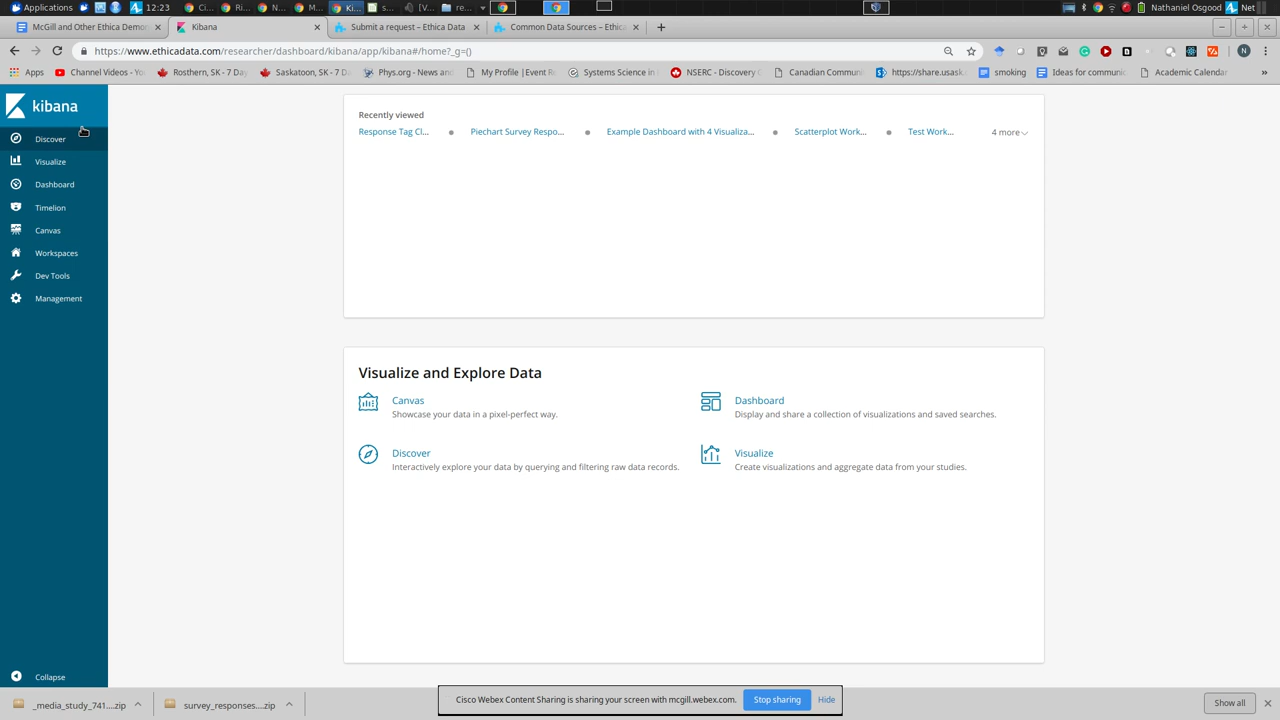 Applications
12:23
Nathaniel Osgood
Net
McGill and Other Ethica Demon
Kibana
Submit a request – Ethica Data
Common Data Sources – Ethic
https://www.ethicadata.com/researcher/dashboard/kibana/app/kibana#/home?_g=()
Apps
Channel Videos - Yo
Rosthern, SK - 7 Day
Saskatoon, SK - 7 D
Phys.org - News and
My Profile | Event R
Systems Science in
NSERC - Discovery
Canadian Commun
https://share.usask.
smoking
Ideas for communic
Academic Calendar
»
kibana
Discover
Visualize
Dashboard
Timelion
Canvas
Workspaces
Dev Tools
Management
Collapse
Recently viewed
Response Tag Cl...
Piechart Survey Respo...
Example Dashboard with 4 Visualiza...
Scatterplot Work...
Test Work...
4 more
Visualize and Explore Data
Canvas
Showcase your data in a pixel-perfect way.
Dashboard
Display and share a collection of visualizations and saved searches.
Discover
Interactively explore your data by querying and filtering raw data records.
Visualize
Create visualizations and aggregate data from your studies.
_media_study_741....zip
survey_responses....zip
Cisco Webex Content Sharing is sharing your screen with mcgill.webex.com.
Stop sharing
Hide
Show all